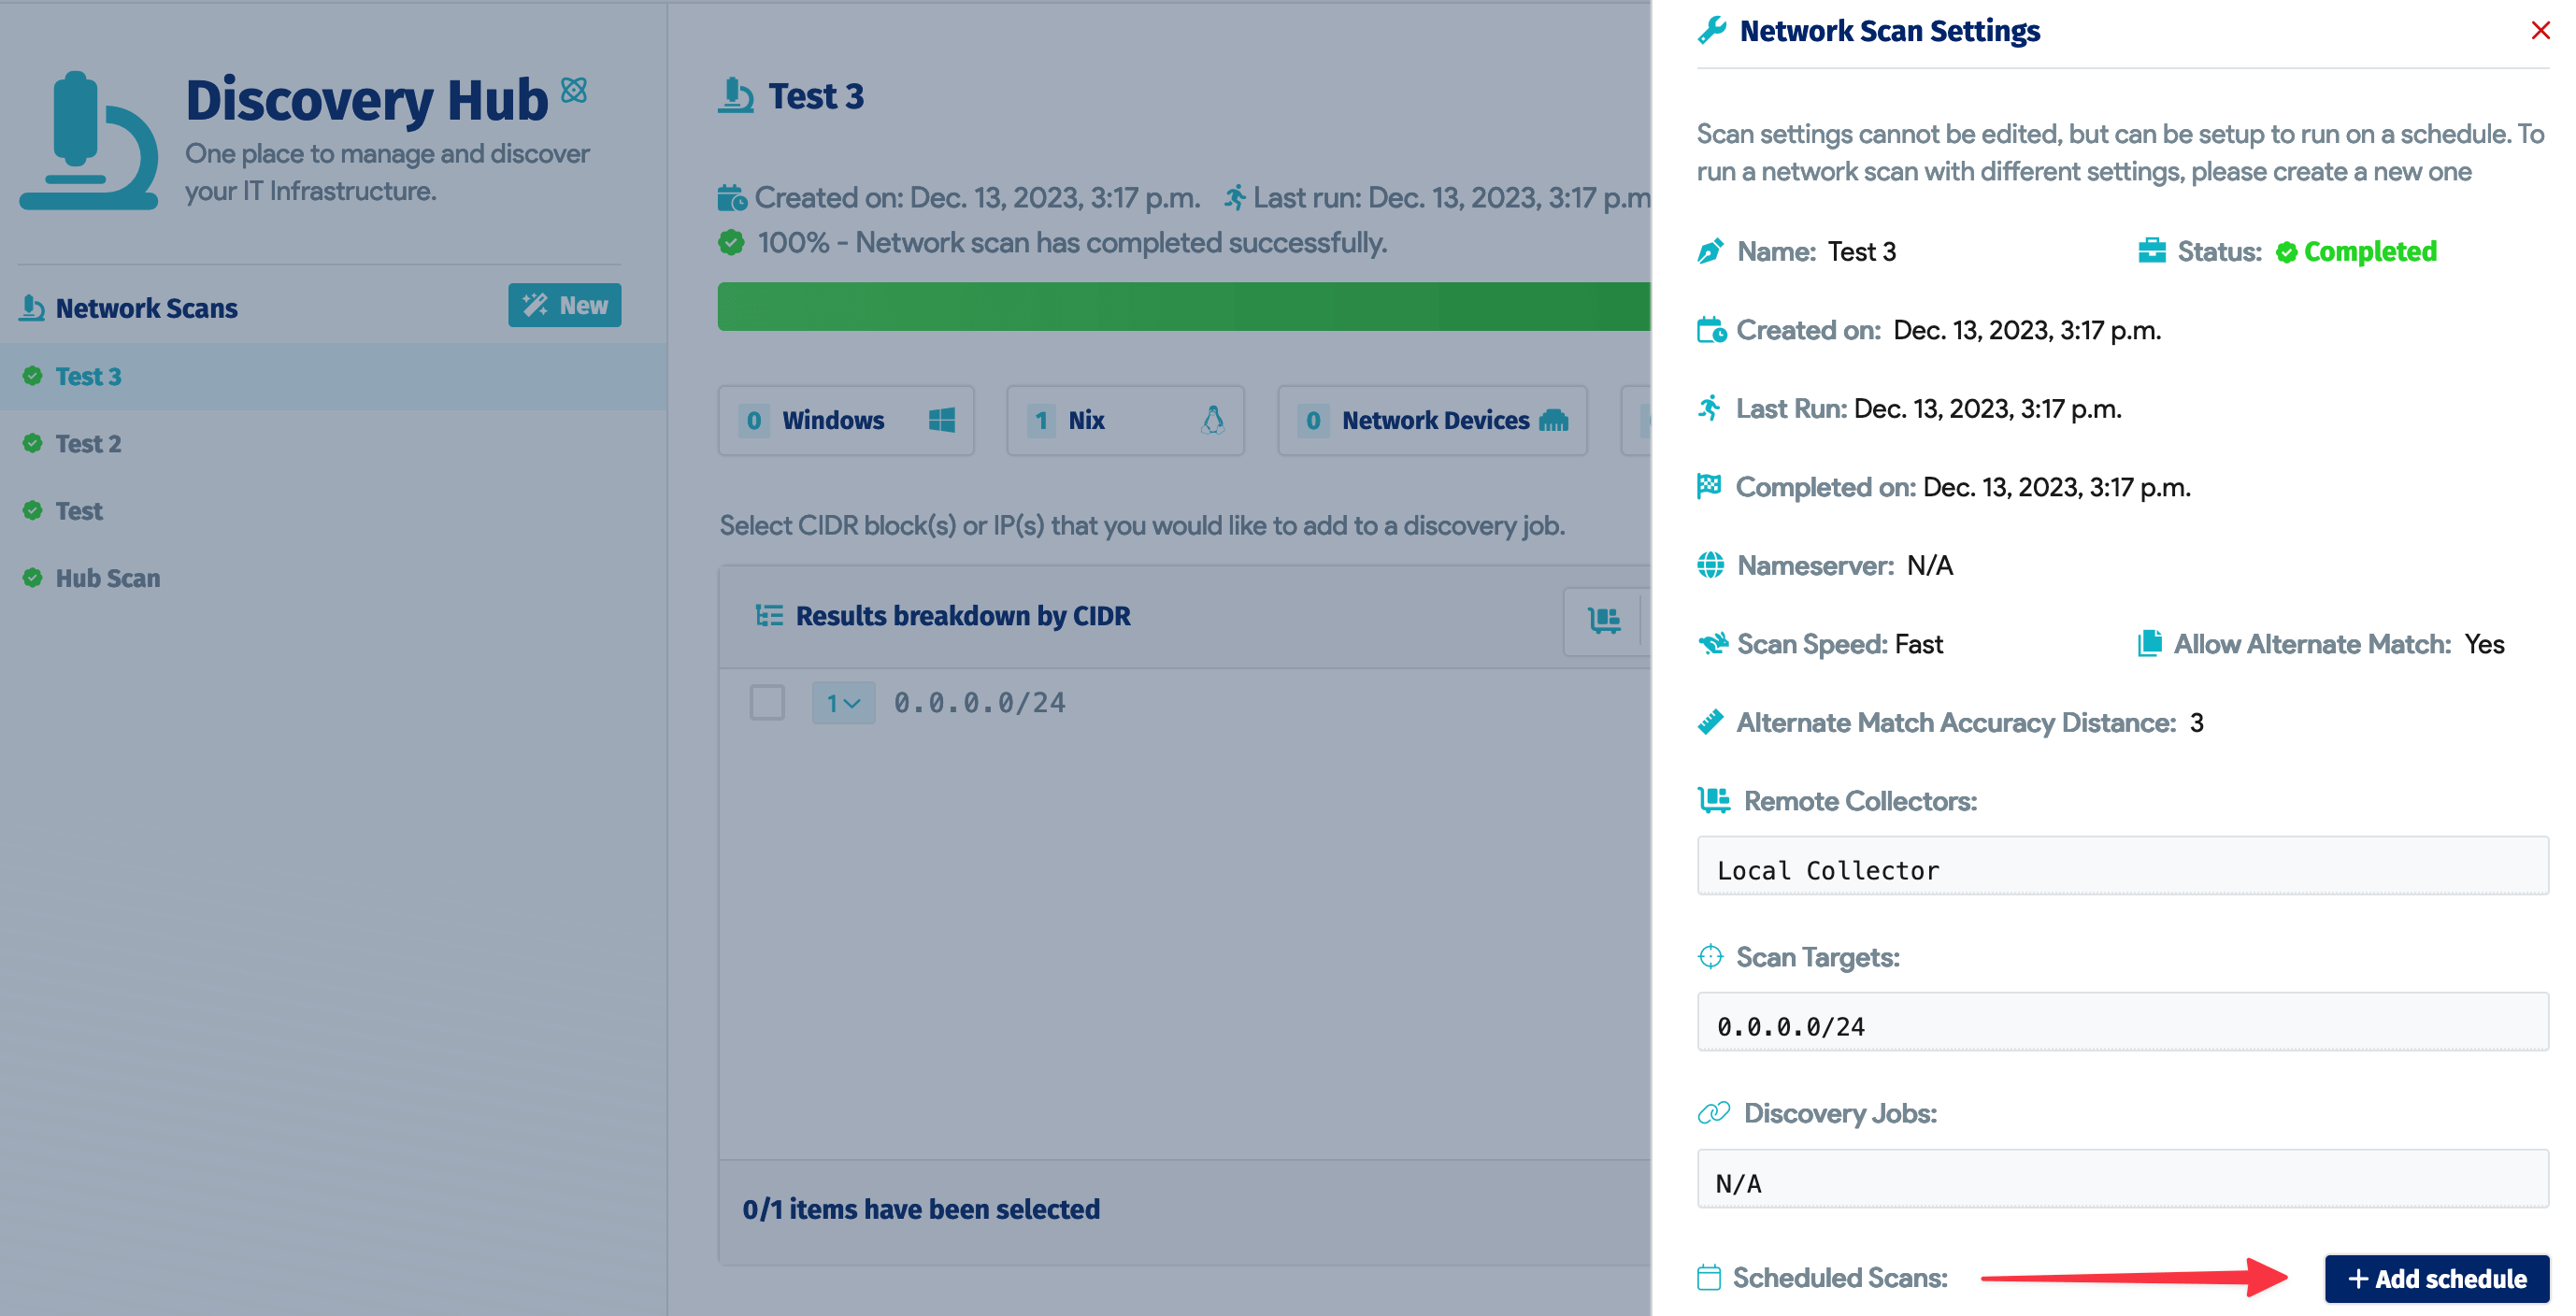 Discovery Hub
One place to manage and discover
your IT Infrastructure.
Network Scans
New
Test 3
Test 2
Test
Hub Scan
Test 3
Created on: Dec. 13, 2023, 3:17 p.m. Last run: Dec. 13, 2023, 3:17 p.m
100% - Network scan has completed successfully.
0 Windows
1 Nix
0 Network Devices
Select CIDR block(s) or IP(s) that you would like to add to a discovery job.
Results breakdown by CIDR
1 0.0.0.0/24
0/1 items have been selected
Network Scan Settings
Scan settings cannot be edited, but can be setup to run on a schedule. To
run a network scan with different settings, please create a new one
Name: Test 3
Status: Completed
Created on: Dec. 13, 2023, 3:17 p.m.
Last Run: Dec. 13, 2023, 3:17 p.m.
Completed on: Dec. 13, 2023, 3:17 p.m.
Nameserver: N/A
Scan Speed: Fast
Allow Alternate Match: Yes
Alternate Match Accuracy Distance: 3
Remote Collectors:
Local Collector
Scan Targets:
0.0.0.0/24
Discovery Jobs:
N/A
Scheduled Scans:
+ Add schedule